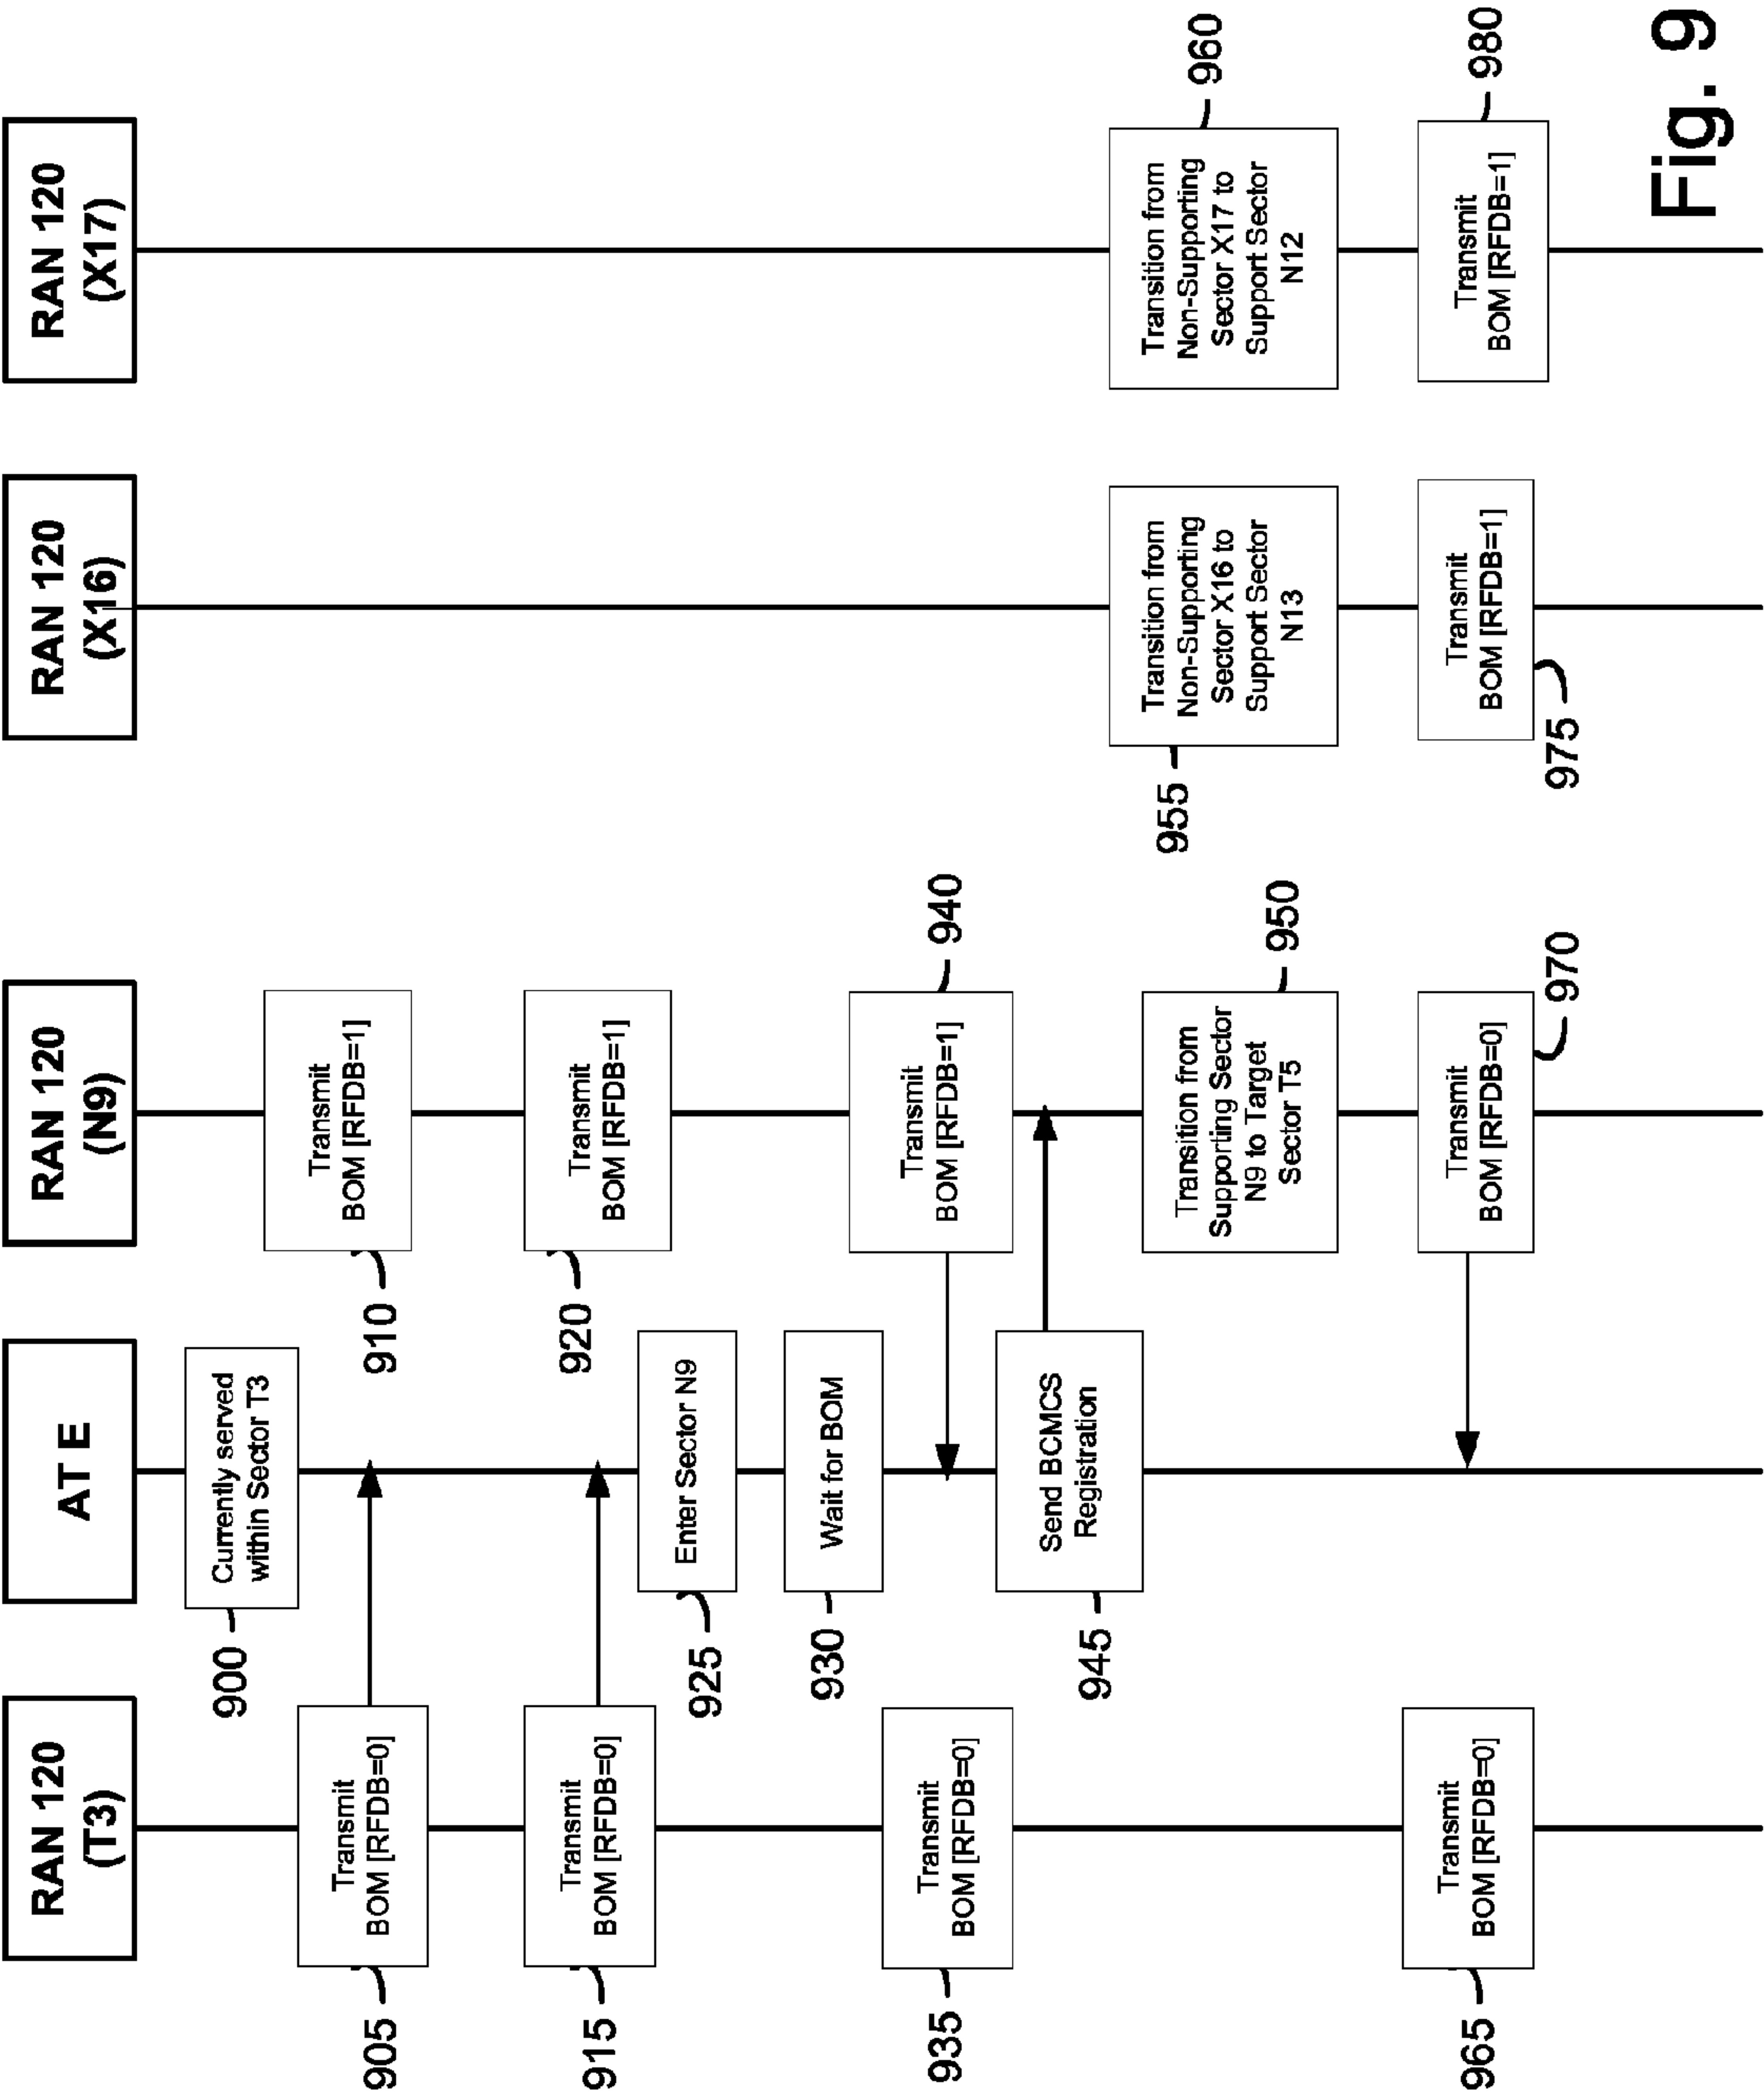 RAN 120
(T3)
AT E
RAN 120
(N9)
RAN 120
(X16)
RAN 120
(X17)
900
Currently served
within Sector T3
905
Transmit
BOM [RFDB=0]
910
Transmit
BOM [RFDB=1]
915
Transmit
BOM [RFDB=0]
920
Transmit
BOM [RFDB=1]
925
Enter Sector N9
930
Wait for BOM
935
Transmit
BOM [RFDB=0]
940
Transmit
BOM [RFDB=1]
945
Send BCMCS
Registration
950
Transition from
Supporting Sector
N9 to Target
Sector T5
955
Transition from
Non-Supporting
Sector X16 to
Support Sector
N13
960
Transition from
Non-Supporting
Sector X17 to
Support Sector
N12
965
Transmit
BOM [RFDB=0]
970
Transmit
BOM [RFDB=0]
975
Transmit
BOM [RFDB=1]
980
Transmit
BOM [RFDB=1]
Fig. 9